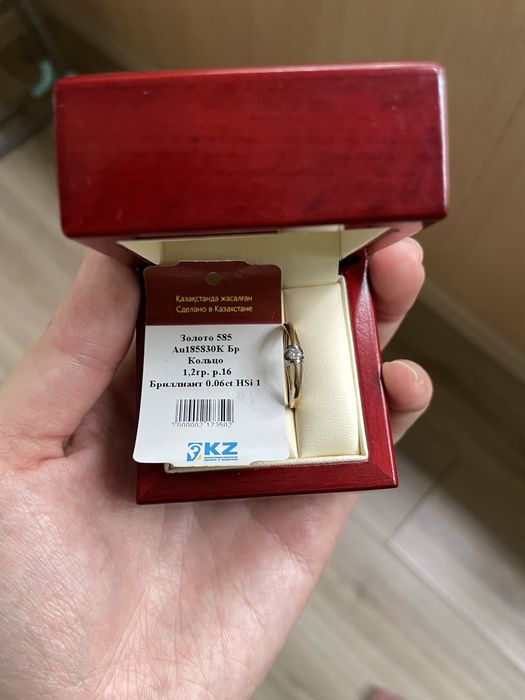 Қазақстанда жасалған
Сделано в Казахстане
Золото 585
Au185830K Бр
Кольцо
1,2гр. р.16
Бриллиант 0.06ct HSi 1
2000002173502
KZ